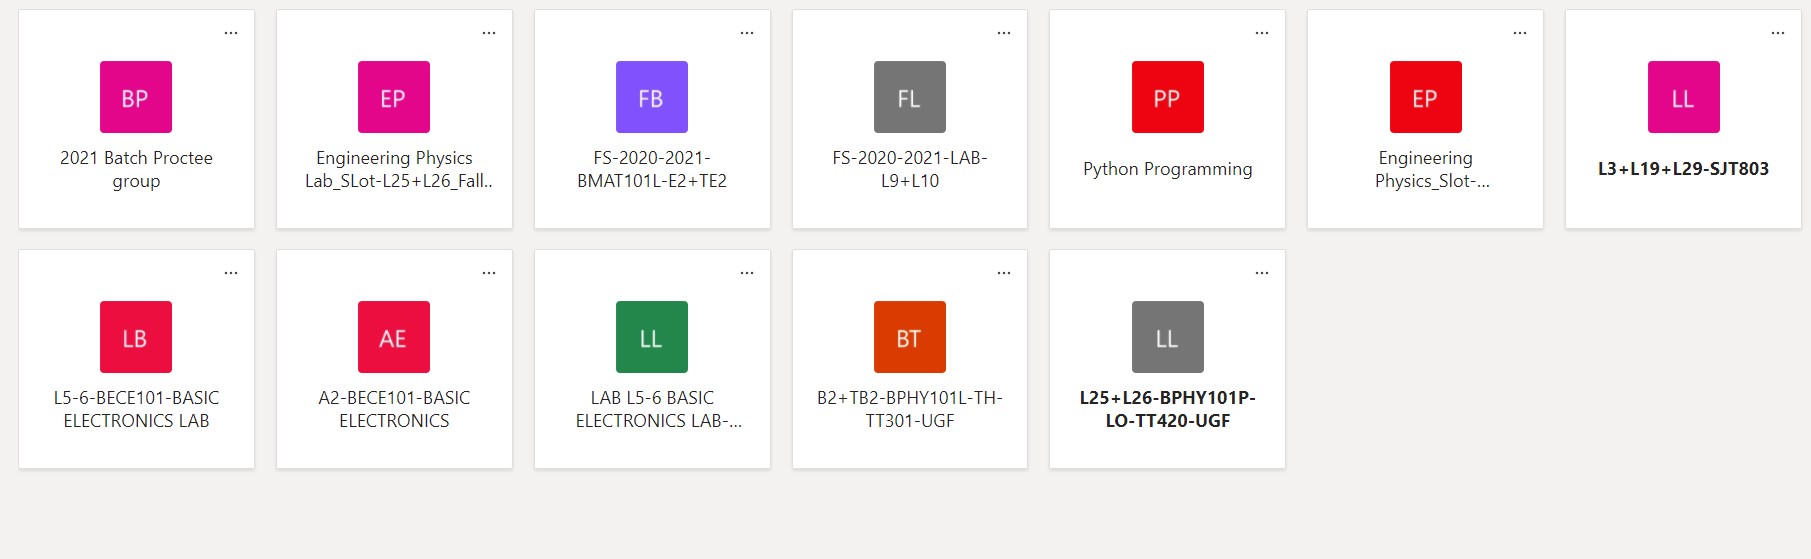 ... ... ... ... ... ... ...
BP EP FB FL PP EP LL
2021 Batch Proctee
group
Engineering Physics
Lab_SLot-L25+L26_Fall..
FS-2020-2021-
BMAT101L-E2+TE2
FS-2020-2021-LAB-
L9+L10
Python Programming
Engineering
Physics_Slot-...
L3+L19+L29-SJT803
... ... ... ... ...
LB AE LL BT LL
L5-6-BECE101-BASIC
ELECTRONICS LAB
A2-BECE101-BASIC
ELECTRONICS
LAB L5-6 BASIC
ELECTRONICS LAB-...
B2+TB2-BPHY101L-TH-
TT301-UGF
L25+L26-BPHY101P-
LO-TT420-UGF